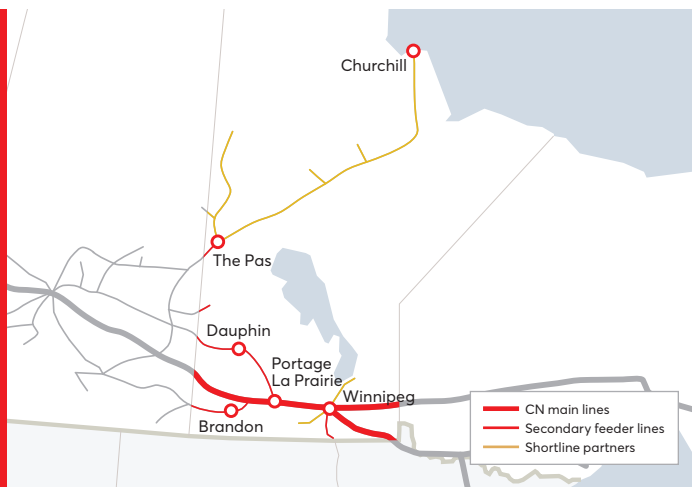 Churchill
The Pas
Dauphin
Portage
La Prairie
Winnipeg
Brandon
CN main lines
Secondary feeder lines
Shortline partners